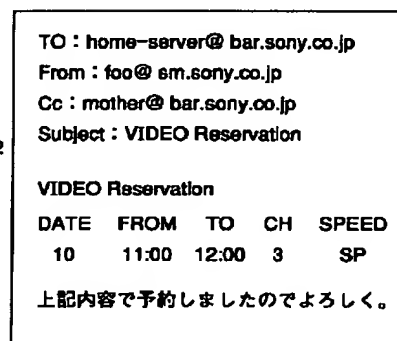 TO : home-server@ bar.sony.co.jp
From : foo@ sm.sony.co.jp
Cc : mother@ bar.sony.co.jp
Subject : VIDEO Reservation
VIDEO Reservation
DATE FROM TO CH SPEED
10 11:00 12:00 3 SP
上記内容で予約しましたのでよろしく。